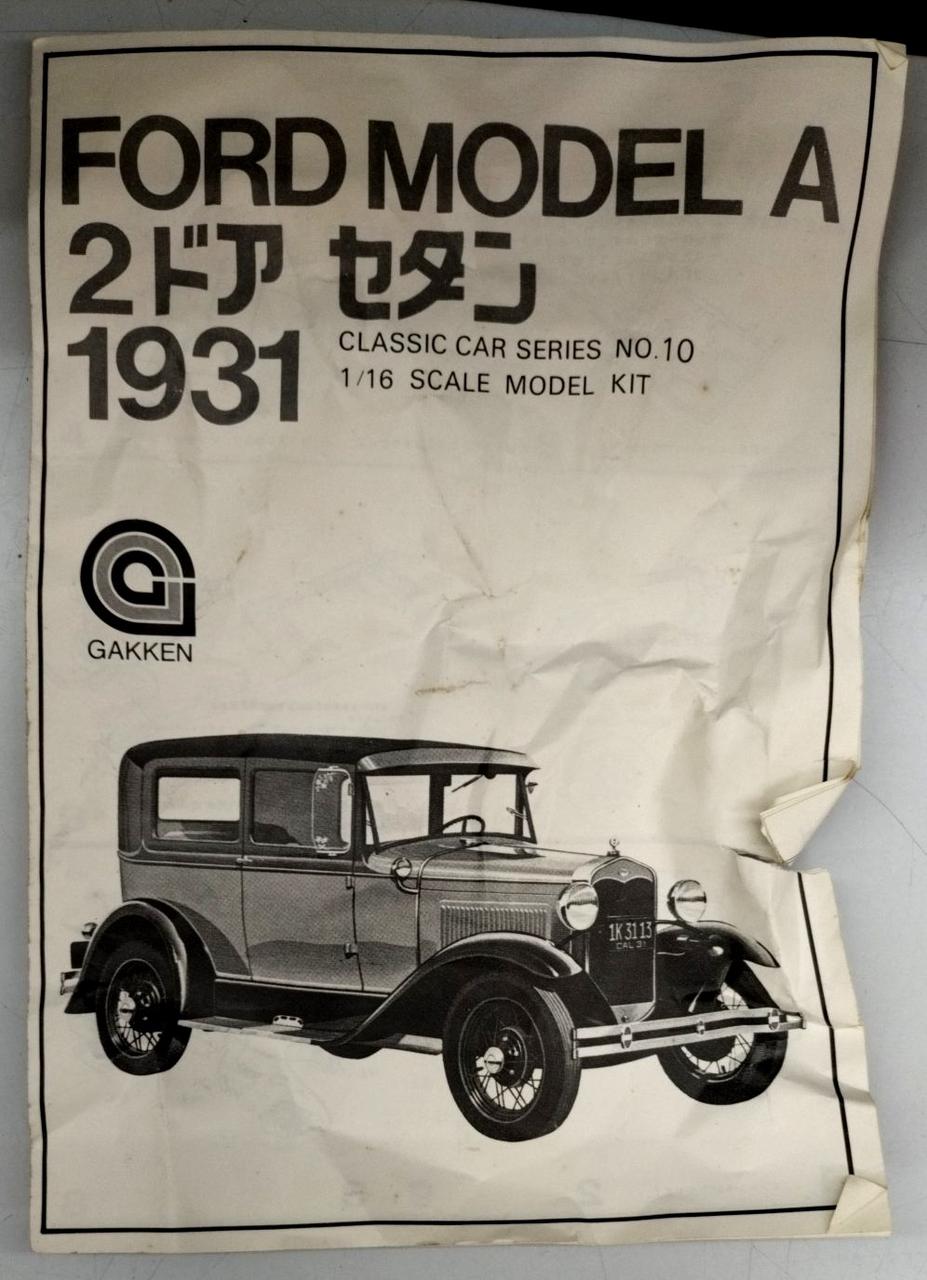 FORD MODEL A
2ドア セダン
1931
CLASSIC CAR SERIES NO.10
1/16 SCALE MODEL KIT
GAKKEN
1K 31 13
CAL 31